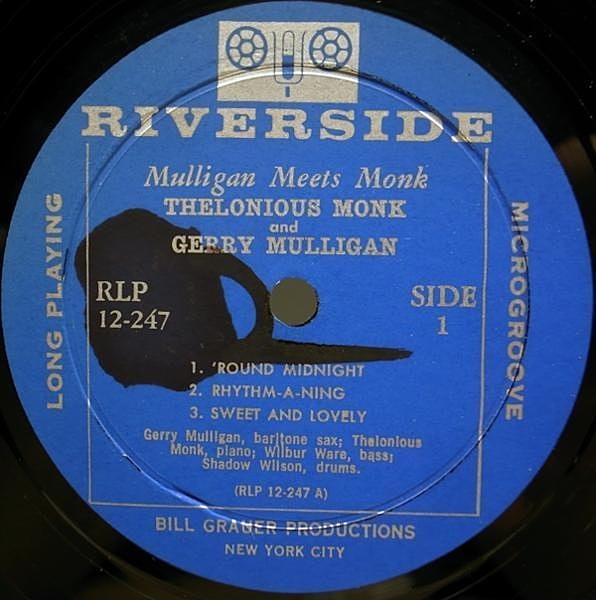 RIVERSIDE
Mulligan Meets Monk
THELONIOUS MONK
and
GERRY MULLIGAN
LONG PLAYING
RLP
12-247
SIDE
1
MICROGROOVE
1. 'ROUND MIDNIGHT
2. RHYTHM-A-NING
3. SWEET AND LOVELY
Gerry Mulligan, baritone sax; Thelonious
Monk, piano; Wilbur Ware, bass;
Shadow Wilson, drums.
(RLP 12-247 A)
BILL GRAUER PRODUCTIONS
NEW YORK CITY